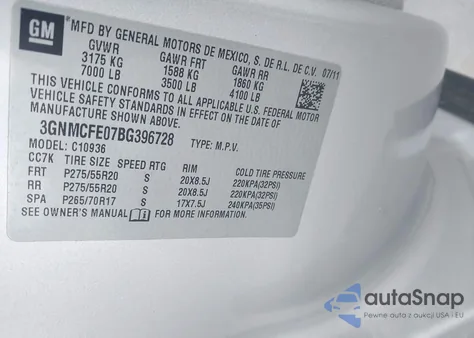 GM
MFD BY GENERAL MOTORS DE MEXICO, S. DE R.L. DE C.V. 07/11
GVWR GAWR FRT GAWR RR
3175 KG 1588 KG 1860 KG
7000 LB 3500 LB 4100 LB
THIS VEHICLE CONFORMS TO ALL APPLICABLE U.S. FEDERAL MOTOR
VEHICLE SAFETY STANDARDS IN EFFECT ON THE DATE OF
MANUFACTURE SHOWN ABOVE.
3GNMCFE07BG396728 TYPE: M.P.V.
MODEL: C10936
CC7K TIRE SIZE SPEED RTG RIM COLD TIRE PRESSURE
FRT P275/55R20 S 20X8.5J 220KPA(32PSI)
RR P275/55R20 S 20X8.5J 220KPA(32PSI)
SPA P265/70R17 S 17X7.5J 240KPA(35PSI)
SEE OWNER'S MANUAL FOR MORE INFORMATION.
autaSnap
Pewne auta z aukcji USA i EU